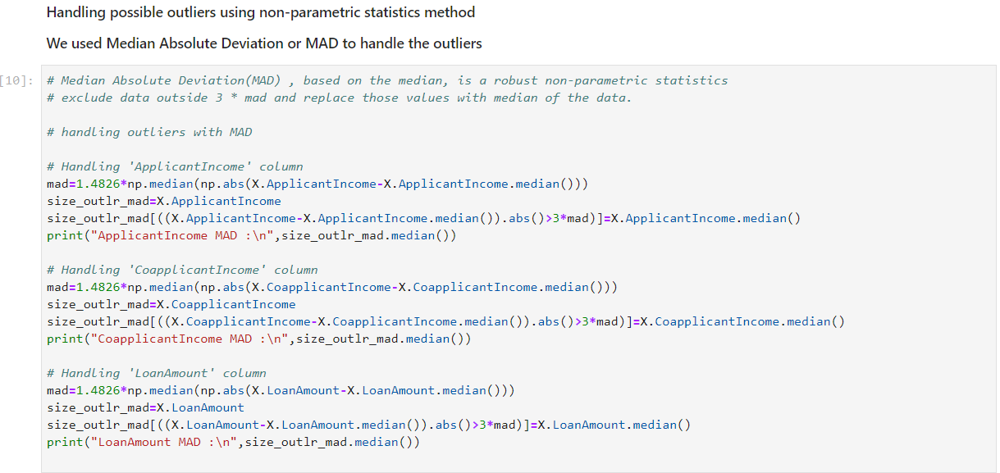 Handling possible outliers using non-parametric statistics method
We used Median Absolute Deviation or MAD to handle the outliers
[10]:
# Median Absolute Deviation(MAD) , based on the median, is a robust non-parametric statistics
# exclude data outside 3 * mad and replace those values with median of the data.
# handling outliers with MAD
# Handling 'ApplicantIncome' column
mad=1.4826*np.median(np.abs(X.ApplicantIncome-X.ApplicantIncome.median()))
size_outlr_mad=X.ApplicantIncome
size_outlr_mad[((X.ApplicantIncome-X.ApplicantIncome.median()).abs()>3*mad)]=X.ApplicantIncome.median()
print("ApplicantIncome MAD :\n",size_outlr_mad.median())
# Handling 'CoapplicantIncome' column
mad=1.4826*np.median(np.abs(X.CoapplicantIncome-X.CoapplicantIncome.median()))
size_outlr_mad=X.CoapplicantIncome
size_outlr_mad[((X.CoapplicantIncome-X.CoapplicantIncome.median()).abs()>3*mad)]=X.CoapplicantIncome.median()
print("CoapplicantIncome MAD :\n",size_outlr_mad.median())
# Handling 'LoanAmount' column
mad=1.4826*np.median(np.abs(X.LoanAmount-X.LoanAmount.median()))
size_outlr_mad=X.LoanAmount
size_outlr_mad[((X.LoanAmount-X.LoanAmount.median()).abs()>3*mad)]=X.LoanAmount.median()
print("LoanAmount MAD :\n",size_outlr_mad.median())